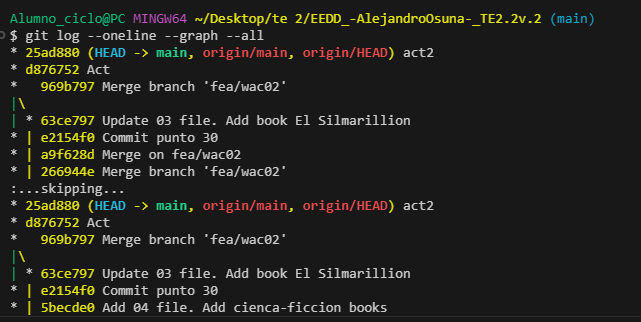 Alumno_ciclo@PC MINGW64 ~/Desktop/te 2/EEDD_-AlejandroOsuna-_TE2.2v.2 (main)
$ git log --oneline --graph --all
* 25ad880 (HEAD -> main, origin/main, origin/HEAD) act2
* d876752 Act
*   969b797 Merge branch 'fea/wac02'
|\
| * 63ce797 Update 03 file. Add book El Silmarillion
* | e2154f0 Commit punto 30
* | a9f628d Merge on fea/wac02
* | 266944e Merge branch 'fea/wac02'
:...skipping...
* 25ad880 (HEAD -> main, origin/main, origin/HEAD) act2
* d876752 Act
*   969b797 Merge branch 'fea/wac02'
|\
| * 63ce797 Update 03 file. Add book El Silmarillion
* | e2154f0 Commit punto 30
* | 5becde0 Add 04 file. Add cienca-ficcion books